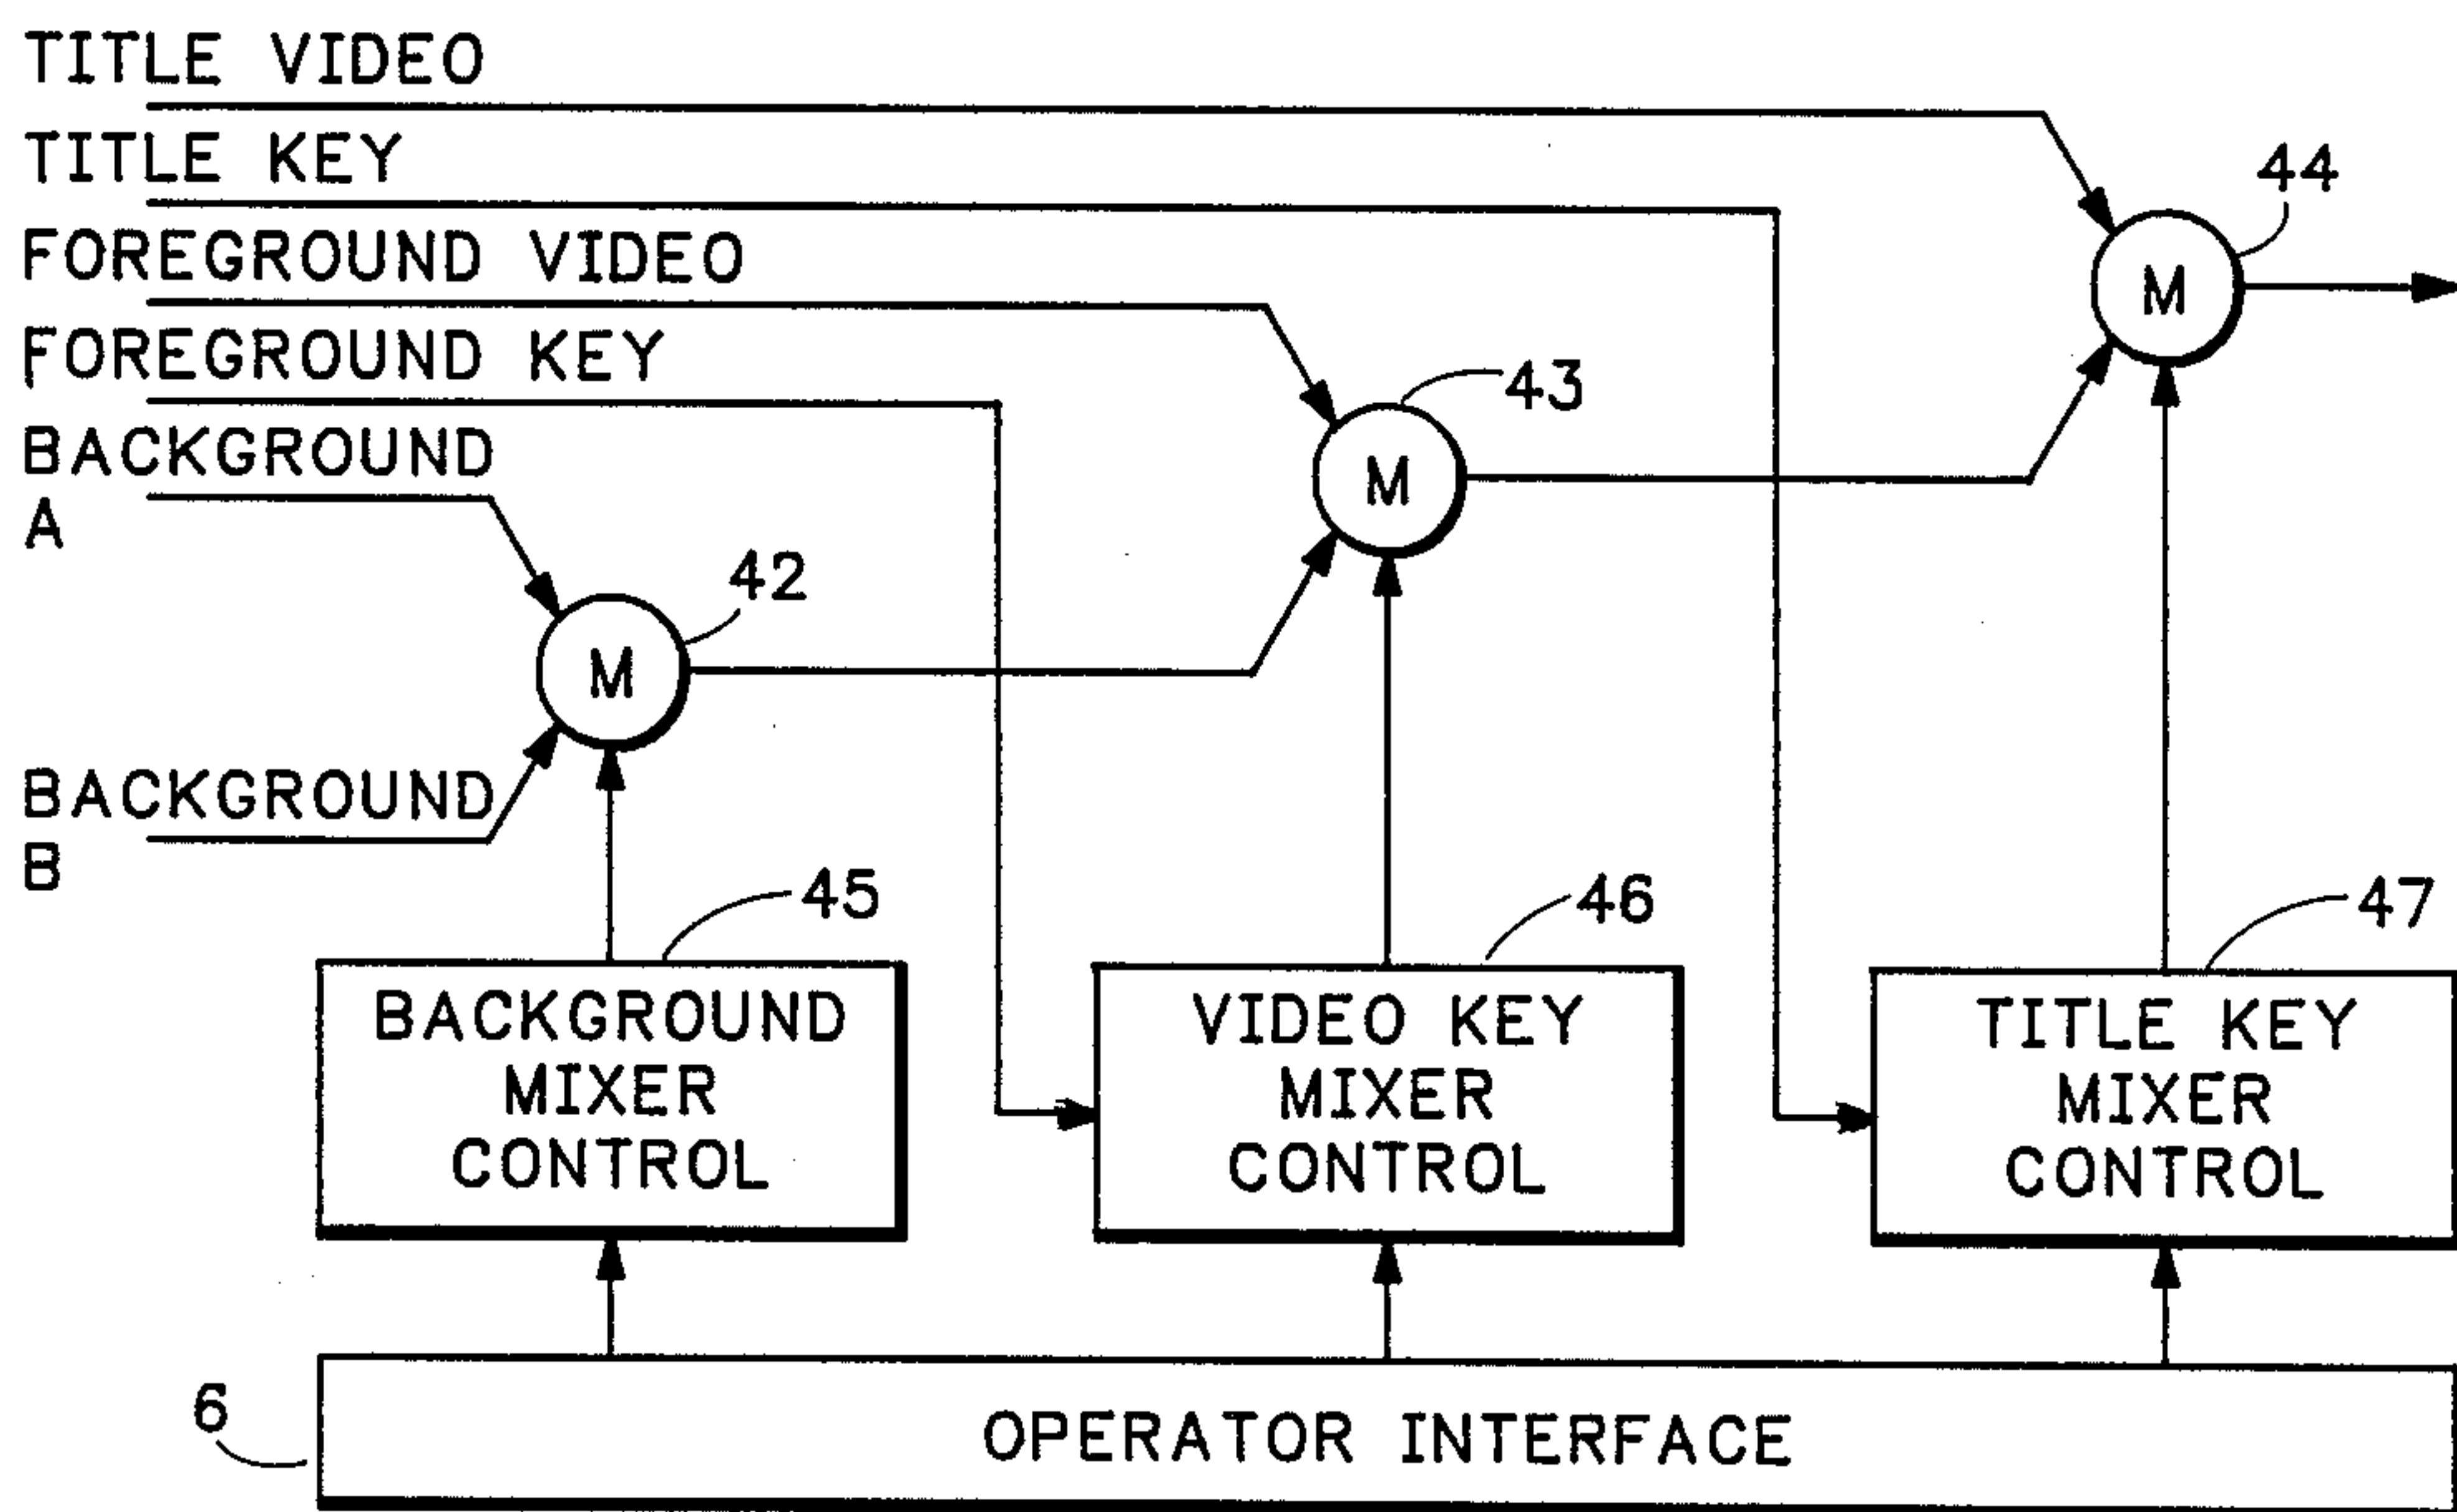 TITLE VIDEO
TITLE KEY
44
FOREGROUND VIDEO
M
FOREGROUND KEY
43
BACKGROUND
M
A
42
M
BACKGROUND
B
45
46
47
BACKGROUND
MIXER
CONTROL
VIDEO KEY
MIXER
CONTROL
TITLE KEY
MIXER
CONTROL
6
OPERATOR INTERFACE